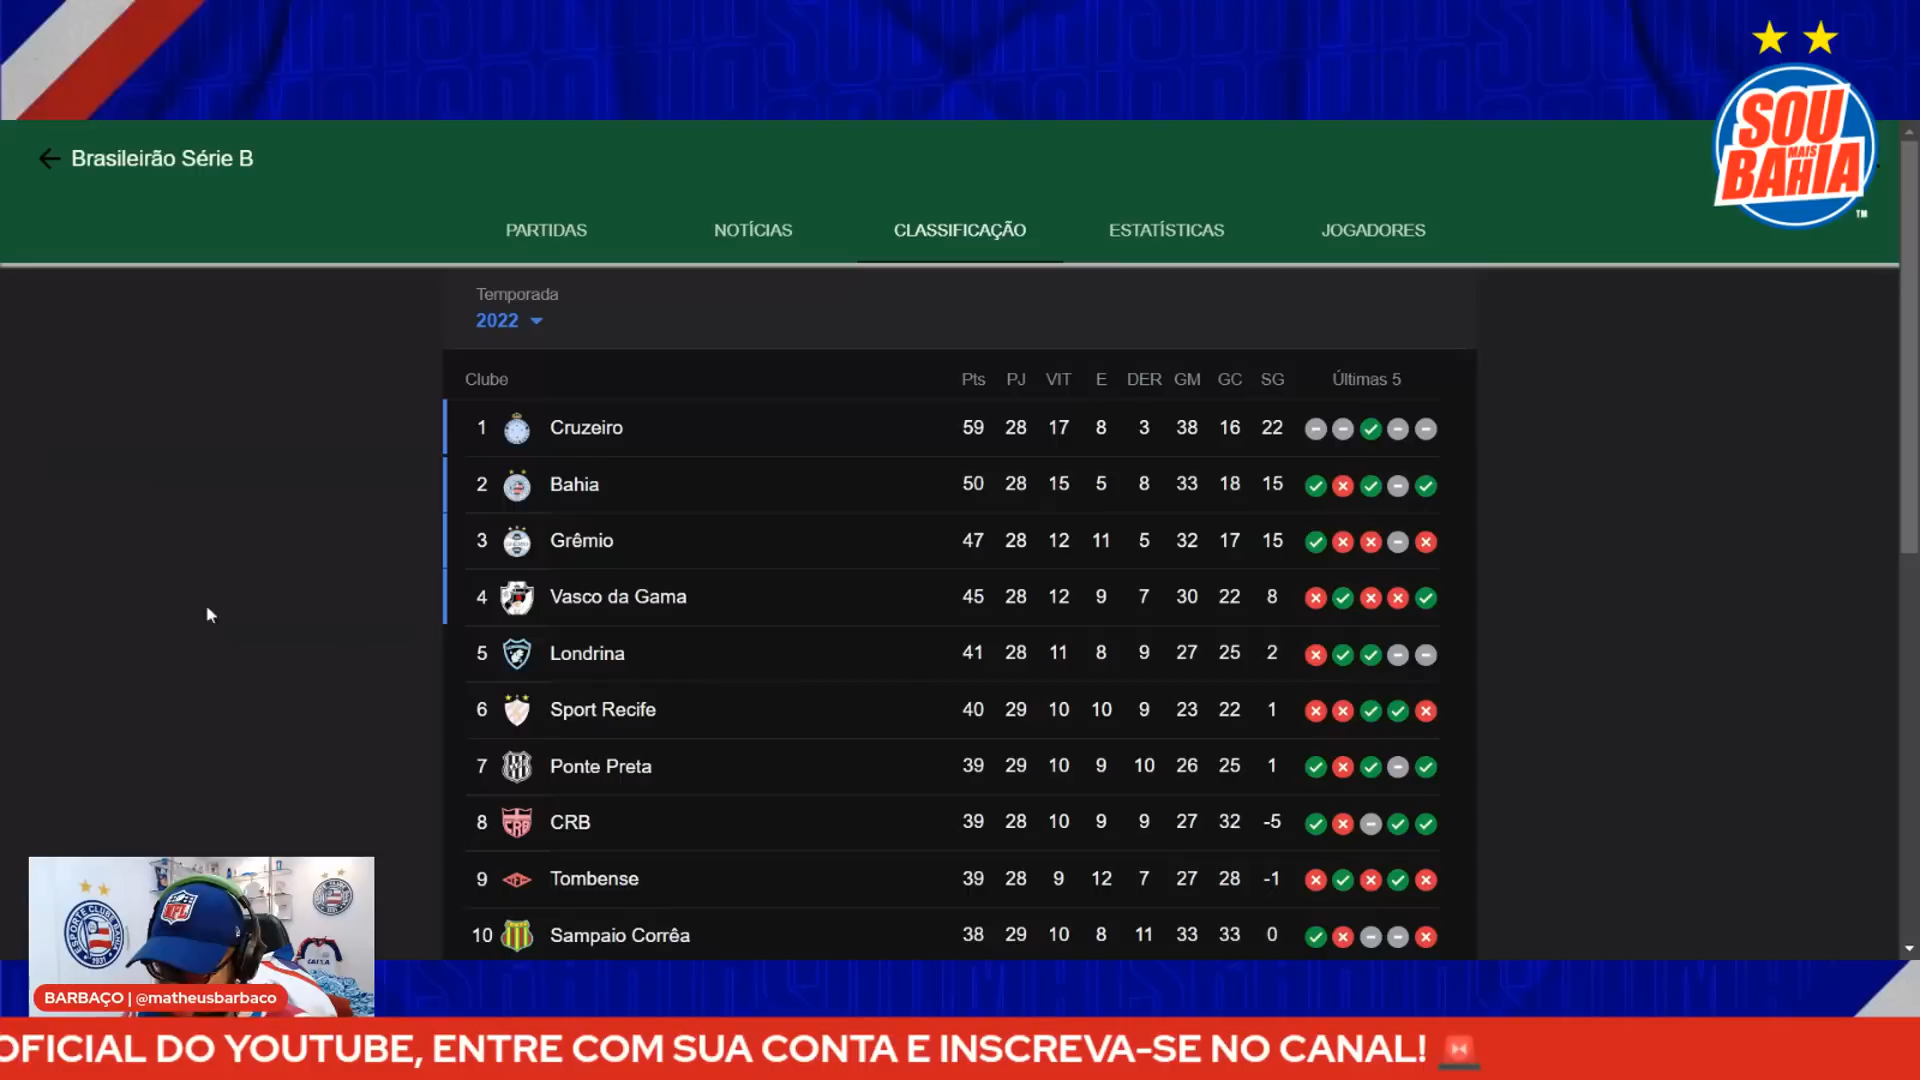 SOU
MAIS
BAHIA
TM
Brasileirão Série B
PARTIDAS NOTÍCIAS CLASSIFICAÇÃO ESTATÍSTICAS JOGADORES
Temporada
2022
Clube Pts PJ VIT E DER GM GC SG Últimas 5
1 Cruzeiro 59 28 17 8 3 38 16 22
2 Bahia 50 28 15 5 8 33 18 15
3 Grêmio 47 28 12 11 5 32 17 15
4 Vasco da Gama 45 28 12 9 7 30 22 8
5 Londrina 41 28 11 8 9 27 25 2
6 Sport Recife 40 29 10 10 9 23 22 1
7 Ponte Preta 39 29 10 9 10 26 25 1
8 CRB 39 28 10 9 9 27 32 -5
9 Tombense 39 28 9 12 7 27 28 -1
10 Sampaio Corrêa 38 29 10 8 11 33 33 0
ESPORTE CLUBE BAHIA
1931
NFL
CAIXA
BARBAÇO | @matheusbarbaco
OFICIAL DO YOUTUBE, ENTRE COM SUA CONTA E INSCREVA-SE NO CANAL!